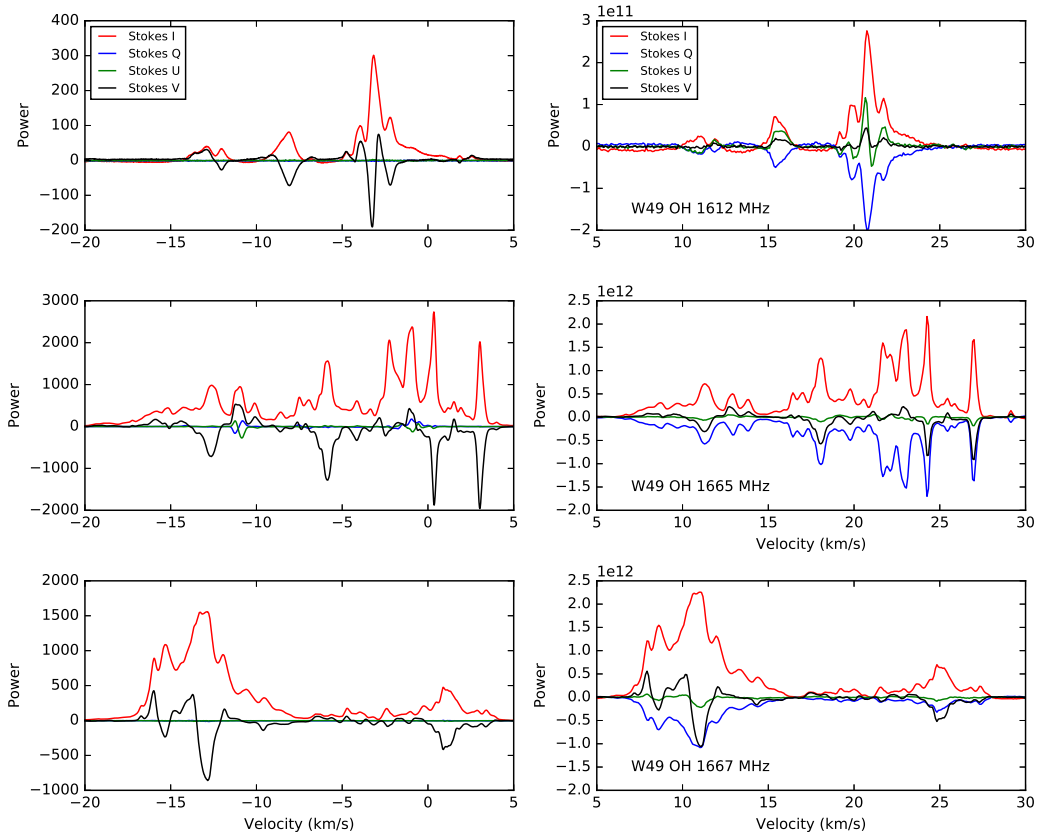 400
300
200
100
0
−100
−200
Power
Stokes I
Stokes Q
Stokes U
Stokes V
−20 −15 −10 −5 0 5
1e11
3
2
1
0
−1
−2
Power
Stokes I
Stokes Q
Stokes U
Stokes V
W49 OH 1612 MHz
5 10 15 20 25 30
3000
2000
1000
0
−1000
−2000
Power
−20 −15 −10 −5 0 5
1e12
2.5
2.0
1.5
1.0
0.5
0.0
−0.5
−1.0
−1.5
−2.0
Power
W49 OH 1665 MHz
5 10 15 20 25 30
Velocity (km/s)
2000
1500
1000
500
0
−500
−1000
Power
−20 −15 −10 −5 0 5
Velocity (km/s)
1e12
2.5
2.0
1.5
1.0
0.5
0.0
−0.5
−1.0
−1.5
−2.0
Power
W49 OH 1667 MHz
5 10 15 20 25 30
Velocity (km/s)